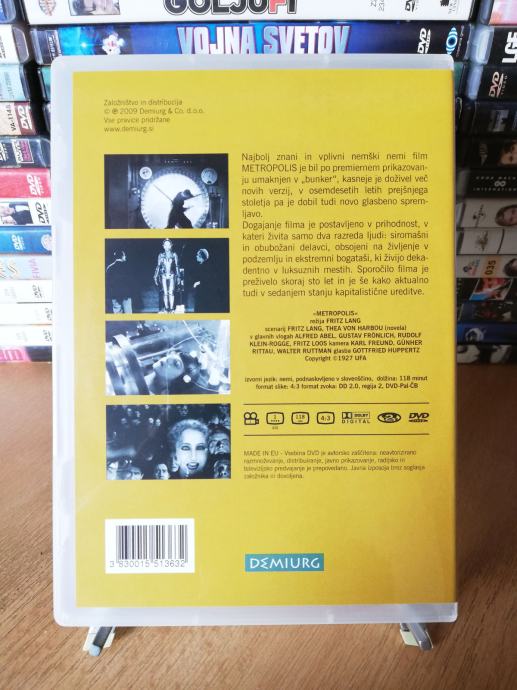 GOLJUFI
VOJNA SVETOV
Založništvo in distribucija
© ℗ 2009 Demiurg & Co. d.o.o.
Vse pravice pridržane
www.demiurg.si
Najbolj znani in vplivni nemški nemi film
METROPOLIS je bil po premiernem prikazovan-
ju umaknjen v „bunker“, kasneje je doživel več
novih verzij, v osemdesetih letih prejšnjega
stoletja pa je dobil tudi novo glasbeno sprem-
ljavo.
Dogajanje filma je postavljeno v prihodnost, v
kateri živita samo dva razreda ljudi: siromašni
in obubožani delavci, obsojeni na življenje v
podzemlju in ekstremni bogataši, ki živijo deka-
dentno v luksuznih mestih. Sporočilo filma je
preživelo skoraj sto let in je še kako aktualno
tudi v sedanjem stanju kapitalistične ureditve.
»METROPOLIS«
režija FRITZ LANG
scenarij FRITZ LANG, THEA VON HARBOU (novela)
v glavnih vlogah ALFRED ABEL, GUSTAV FRÖHLICH, RUDOLF
KLEIN-ROGGE, FRITZ LOOS kamera KARL FREUND, GÜNHER
RITTAU, WALTER RUTTMAN glasba GOTTFRIED HUPPERTZ
Copyright ©1927 UFA
izvorni jezik: nemi, podnaslovljeno v slovenščino, dolžina: 118 minut
format slike: 4:3 format zvoka: DD 2.0, regija 2, DVD-Pal-ČB
118
4:3
DOLBY
DIGITAL
2
DVD
MADE IN EU - Vsebina DVD je avtorsko zaščitena: neavtorizirano
razmnoževanje, distribuiranje, javno prikazovanje, radijsko in
televizijsko predvajanje je prepovedano. Javna izposoja brez soglasja
založnika ni dovoljena.
3 830015 513632
DEMIURG